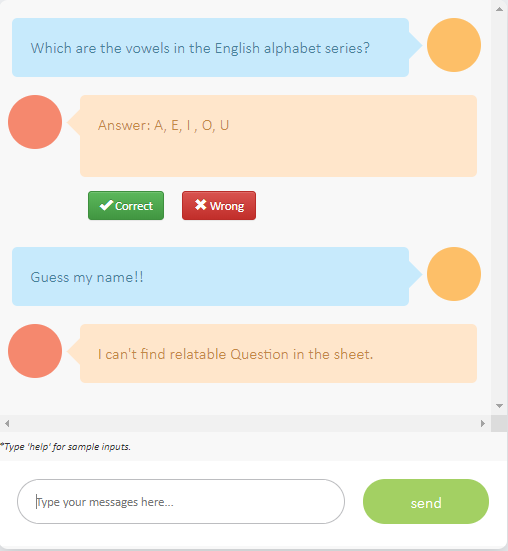 Which are the vowels in the English alphabet series?
Answer: A, E, I , O, U
Correct Wrong
Guess my name!!
I can't find relatable Question in the sheet.
*Type 'help' for sample inputs.
Type your messages here...
send